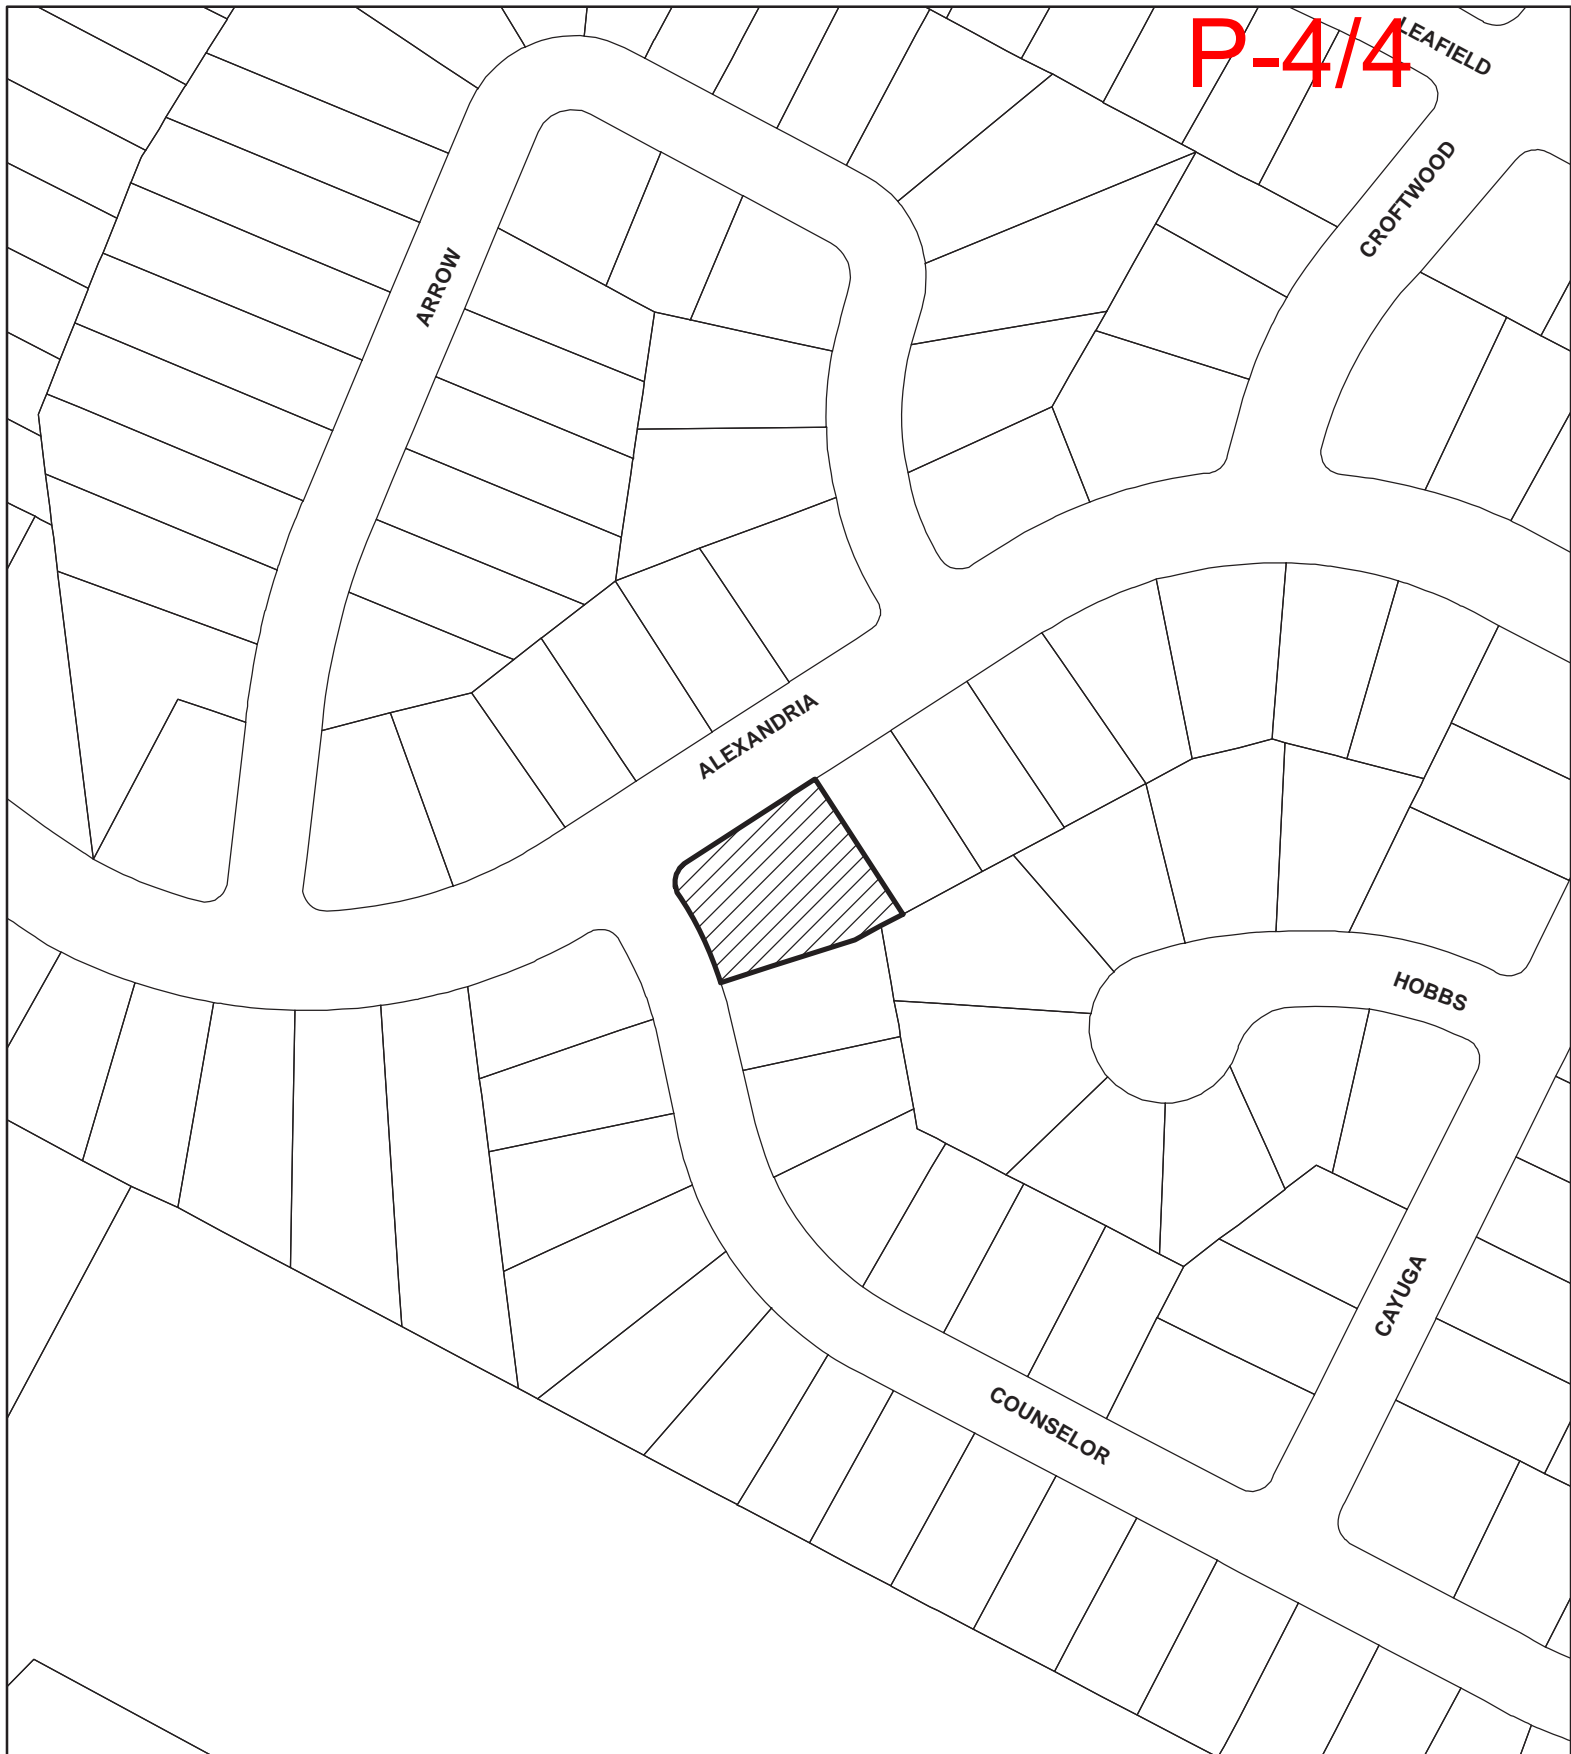 P-4/4
LEAFIELD
CROFTWOOD
ARROW
ALEXANDRIA
HOBBS
CAYUGA
COUNSELOR